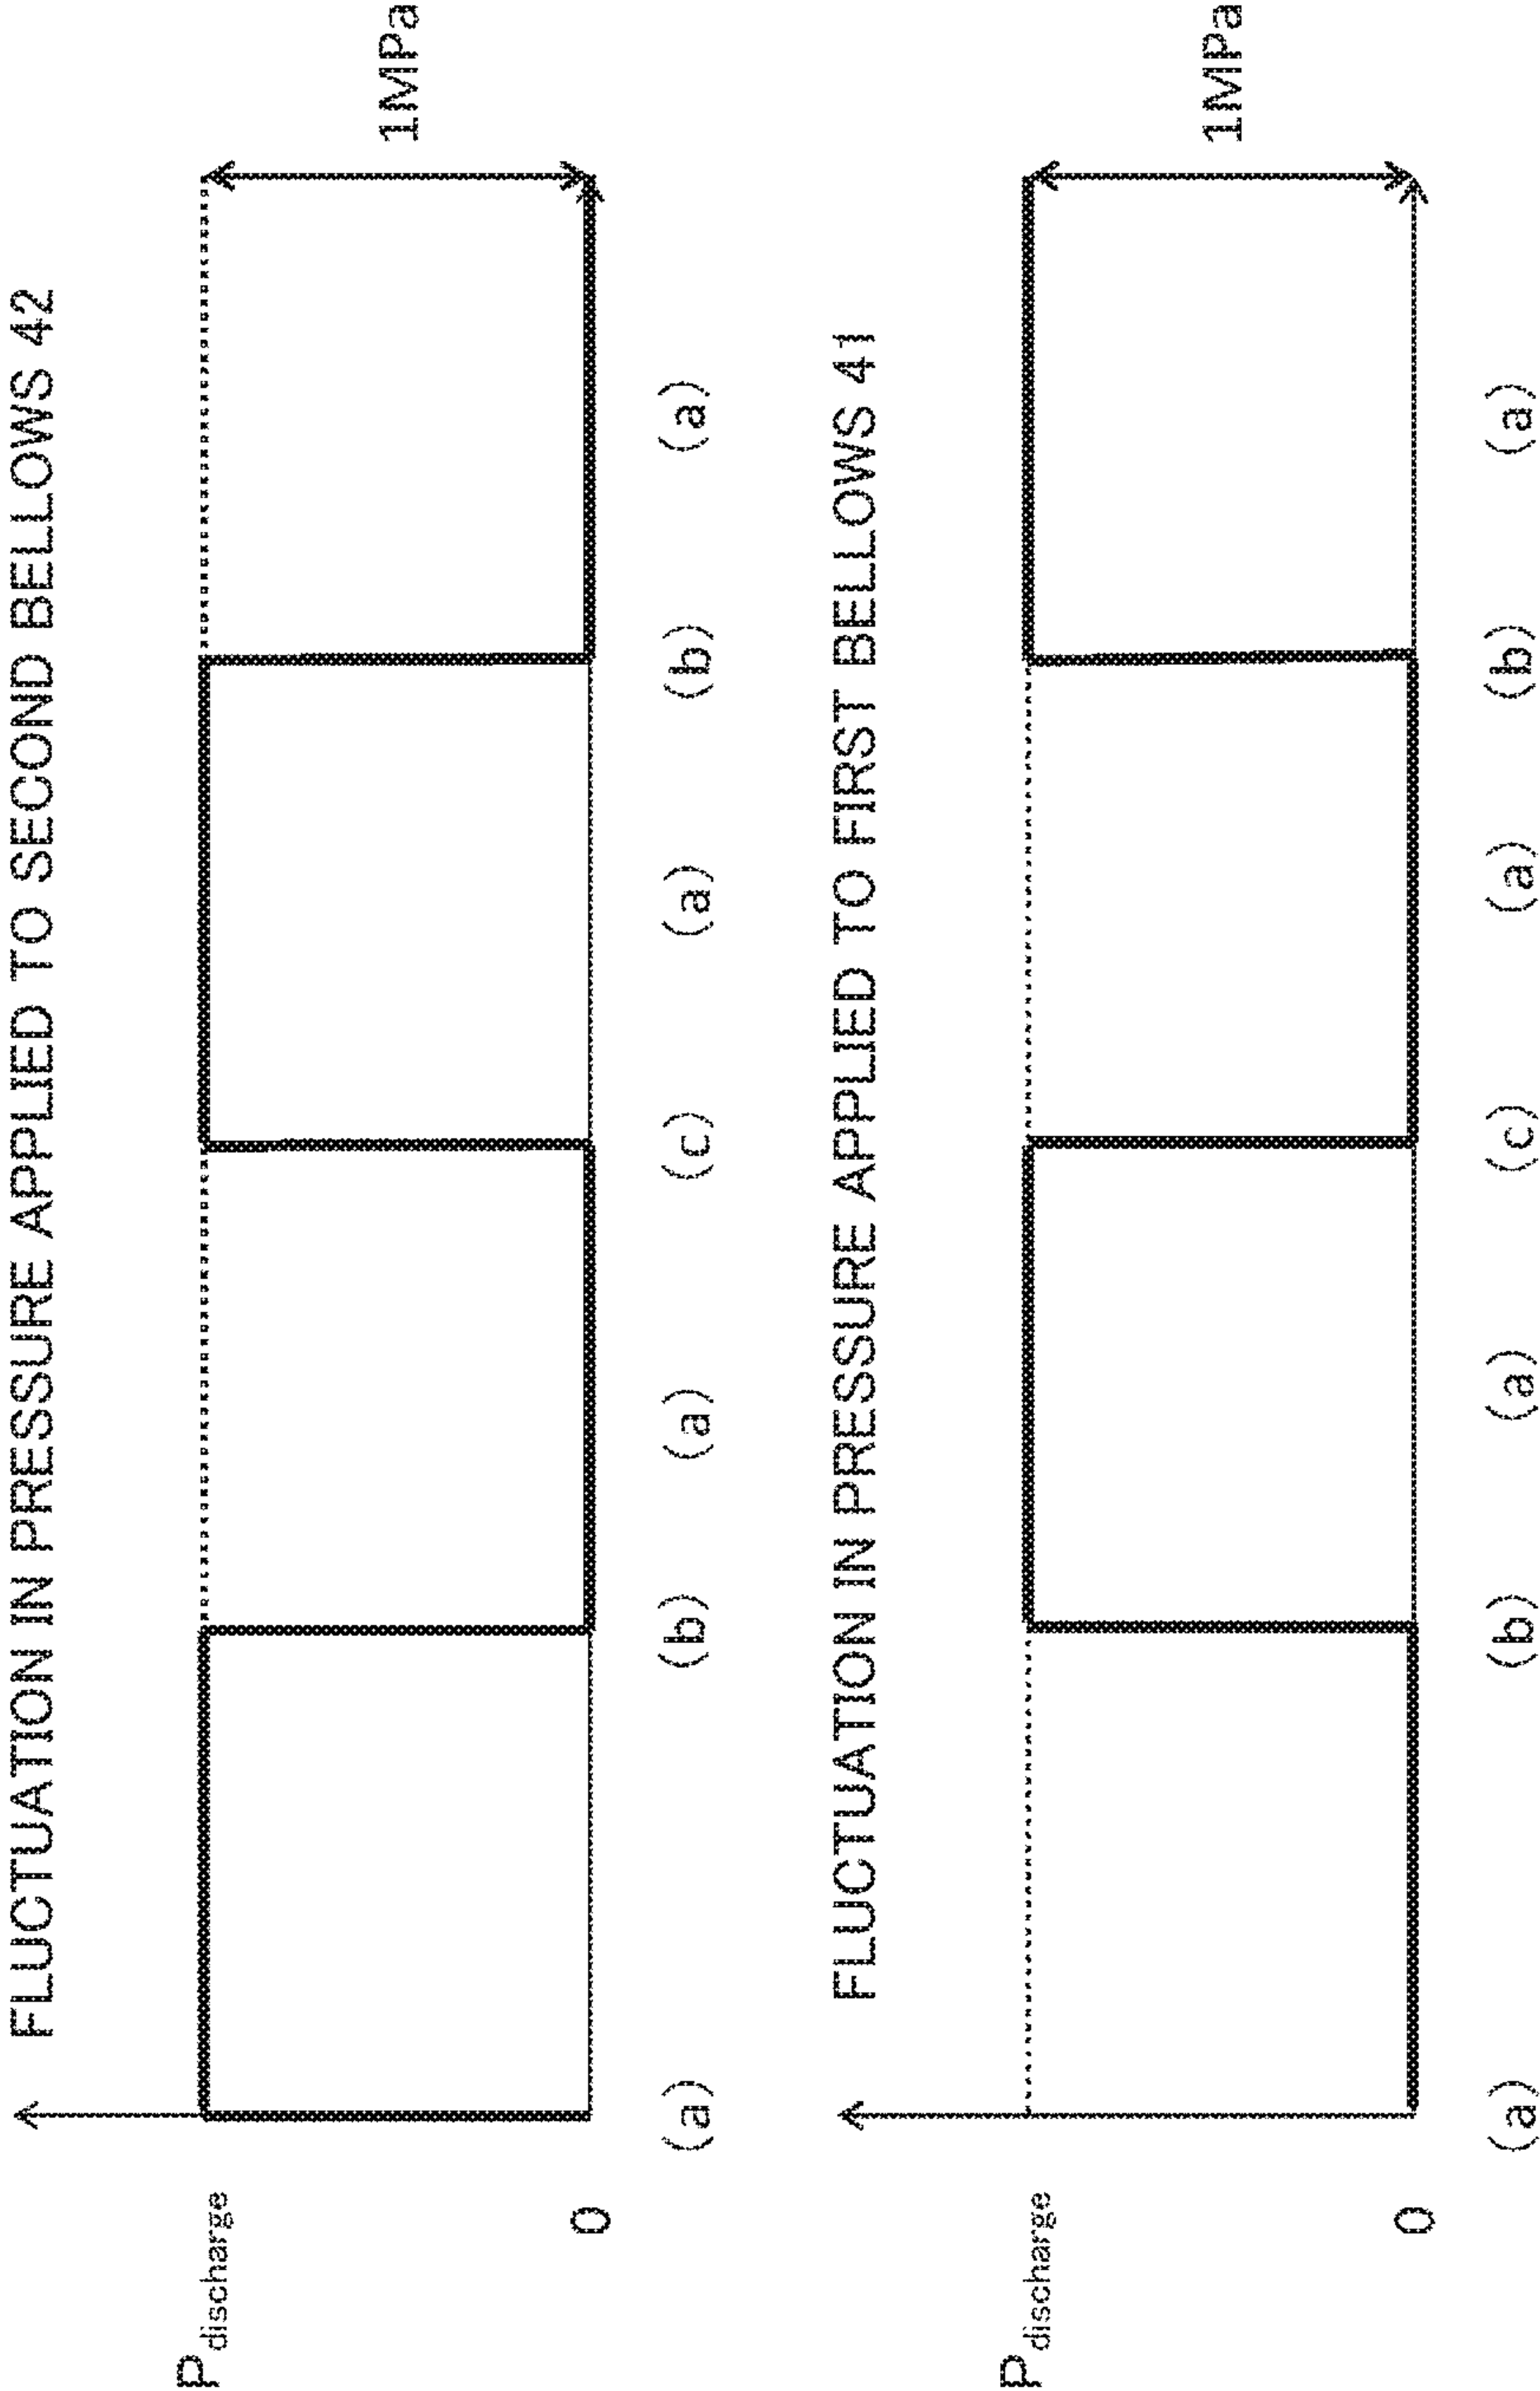 FLUCTUATION IN PRESSURE APPLIED TO SECOND BELLOWS 42
Pdischarge
1MPa
0
(a) (b) (a) (c) (a) (b) (a)
FLUCTUATION IN PRESSURE APPLIED TO FIRST BELLOWS 41
Pdischarge
1MPa
0
(a) (b) (a) (c) (a) (b) (a)